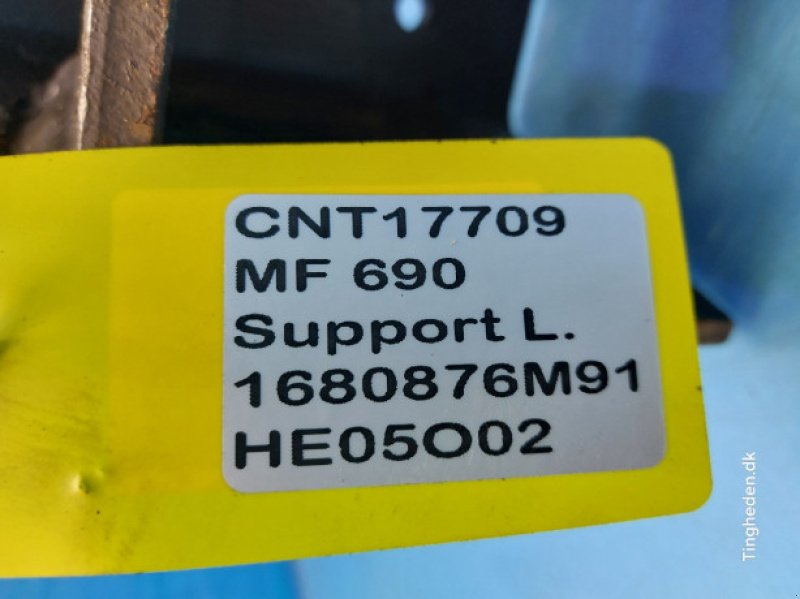 CNT17709
MF 690
Support L.
1680876M91
HE05O02
Tingheden.dk